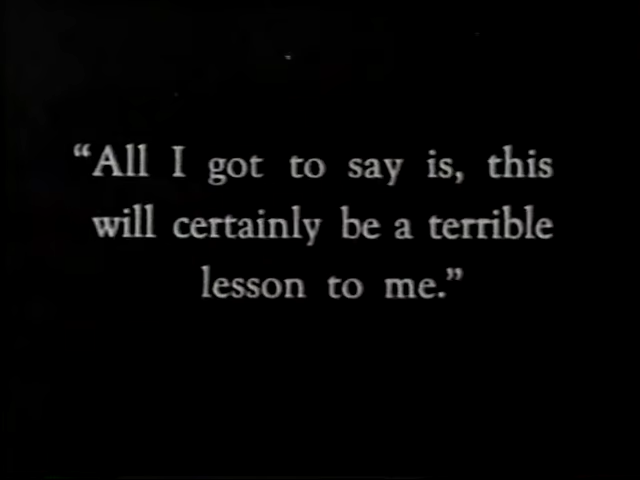 “All I got to say is, this
will certainly be a terrible
lesson to me.”